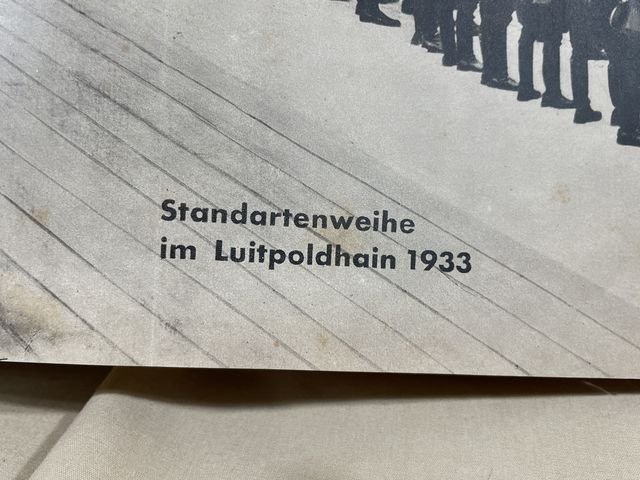 Standartenweihe
im Luitpoldhain 1933